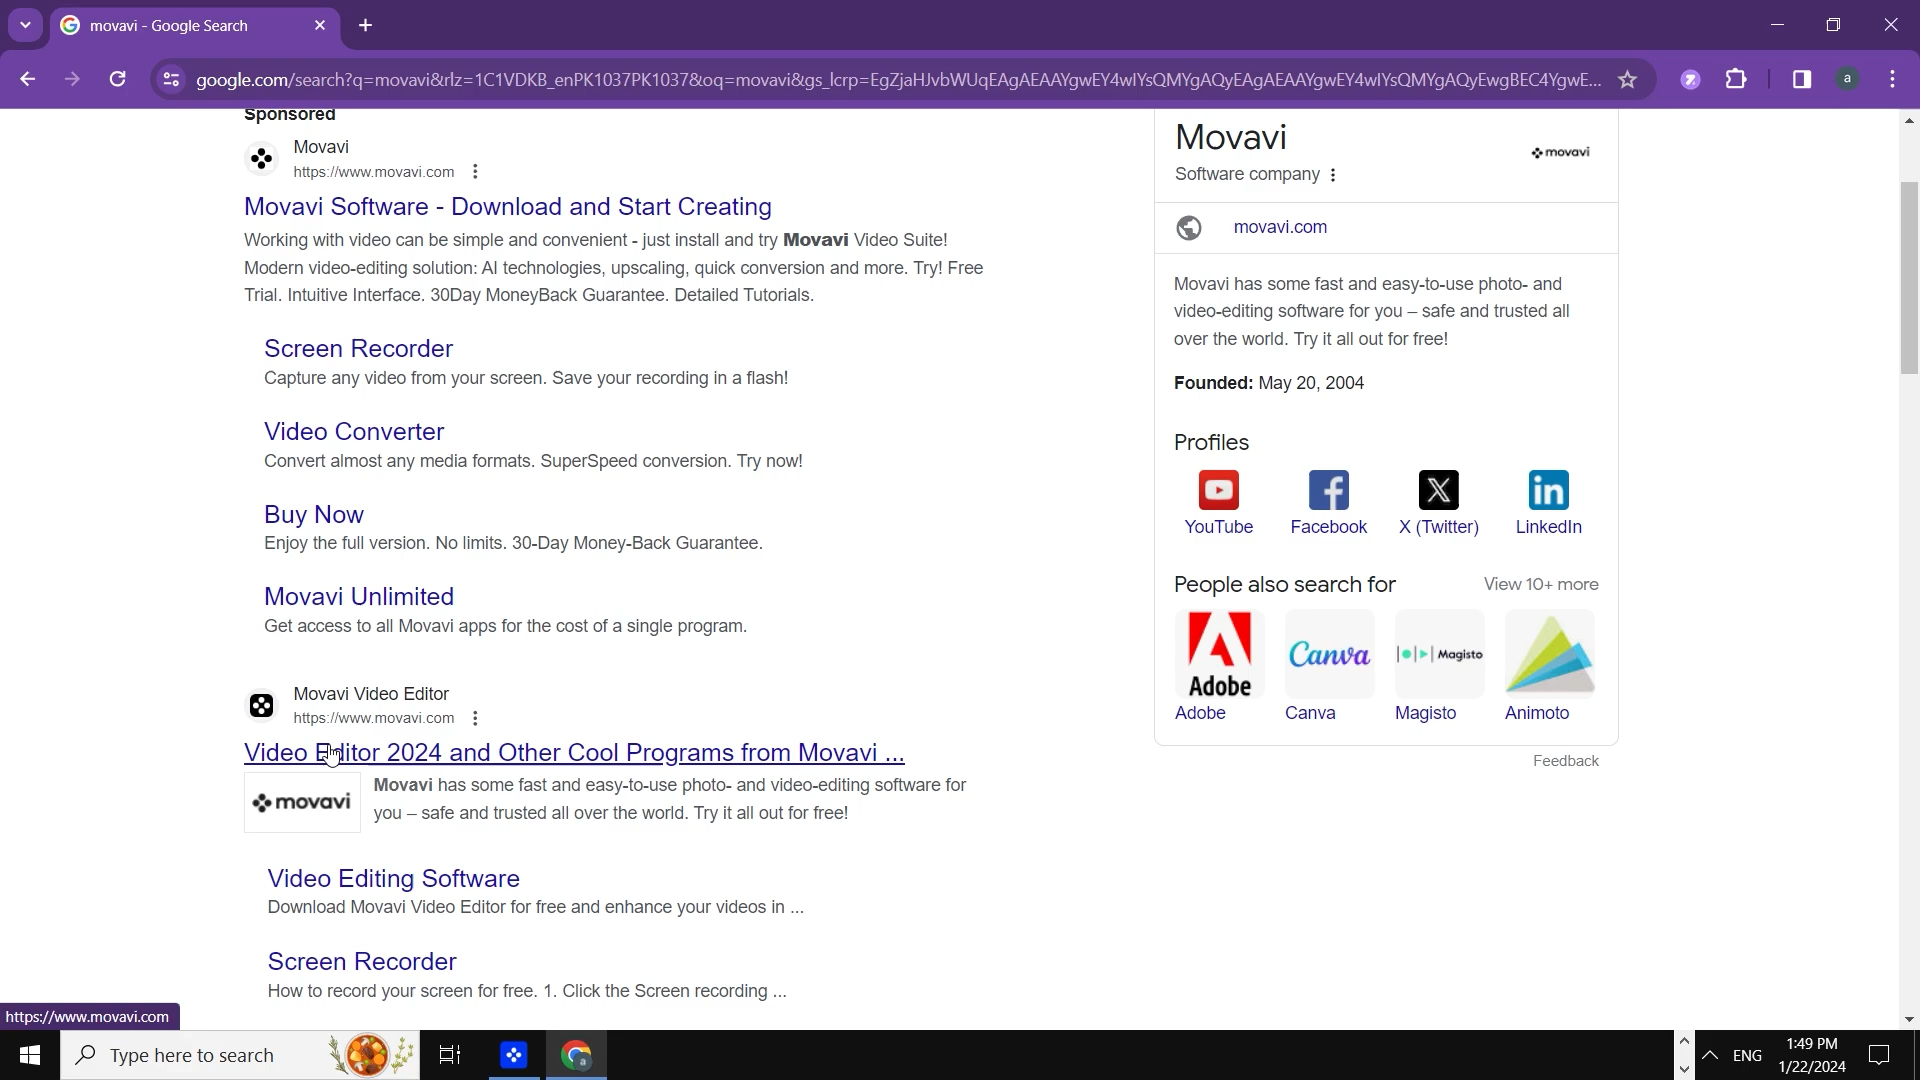 movavi - Google Search
google.com/search?q=movavi&rlz=1C1VDKB_enPK1037PK1037&oq=movavi&gs_lcrp=EgZjaHJvbWUqEAgAEAAYgwEY4wIYsQMYgAQyEAgAEAAYgwEY4wIYsQMYgAQyEwgBEC4YgwE...
a
Sponsored
Movavi
https://www.movavi.com
Movavi Software - Download and Start Creating
Working with video can be simple and convenient - just install and try Movavi Video Suite!
Modern video-editing solution: AI technologies, upscaling, quick conversion and more. Try! Free
Trial. Intuitive Interface. 30Day MoneyBack Guarantee. Detailed Tutorials.
Screen Recorder
Capture any video from your screen. Save your recording in a flash!
Video Converter
Convert almost any media formats. SuperSpeed conversion. Try now!
Buy Now
Enjoy the full version. No limits. 30-Day Money-Back Guarantee.
Movavi Unlimited
Get access to all Movavi apps for the cost of a single program.
Movavi Video Editor
https://www.movavi.com
Video Editor 2024 and Other Cool Programs from Movavi ...
movavi
Movavi has some fast and easy-to-use photo- and video-editing software for
you – safe and trusted all over the world. Try it all out for free!
Video Editing Software
Download Movavi Video Editor for free and enhance your videos in ...
Screen Recorder
How to record your screen for free. 1. Click the Screen recording ...
Movavi
movavi
Software company
movavi.com
Movavi has some fast and easy-to-use photo- and
video-editing software for you – safe and trusted all
over the world. Try it all out for free!
Founded: May 20, 2004
Profiles
YouTube
Facebook
X (Twitter)
LinkedIn
People also search for
View 10+ more
Adobe
Canva
Magisto
Adobe
Canva
Magisto
Animoto
Feedback
https://www.movavi.com
Type here to search
a
ENG
1:49 PM
1/22/2024